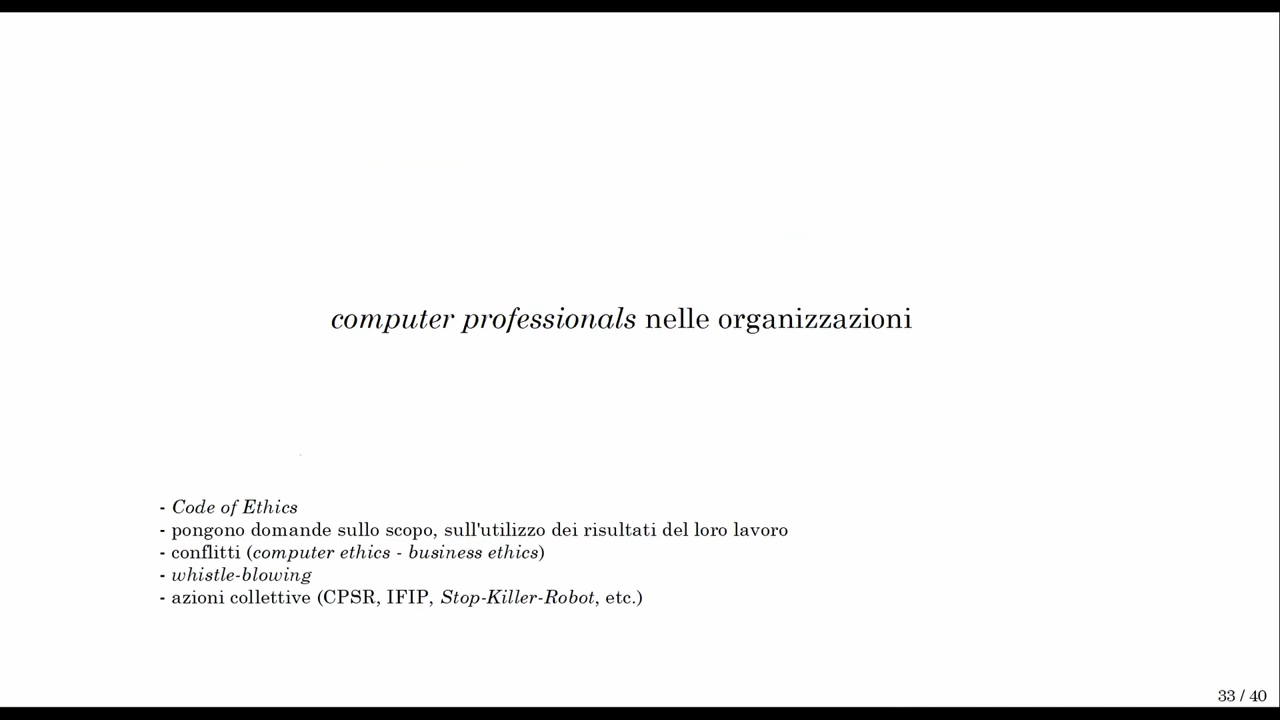 computer professionals nelle organizzazioni
- Code of Ethics
- pongono domande sullo scopo, sull'utilizzo dei risultati del loro lavoro
- conflitti (computer ethics - business ethics)
- whistle-blowing
- azioni collettive (CPSR, IFIP, Stop-Killer-Robot, etc.)
33 / 40